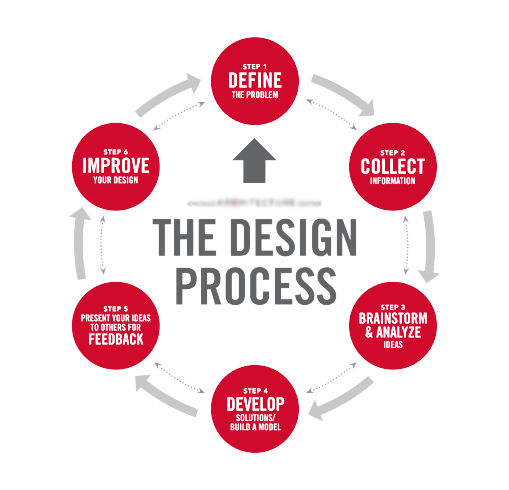 STEP 1
DEFINE
THE PROBLEM
STEP 2
COLLECT
INFORMATION
STEP 3
BRAINSTORM
& ANALYZE
IDEAS
STEP 4
DEVELOP
SOLUTIONS/
BUILD A MODEL
STEP 5
PRESENT YOUR IDEAS
TO OTHERS FOR
FEEDBACK
STEP 6
IMPROVE
YOUR DESIGN
ARCHITECTURE
THE DESIGN
PROCESS